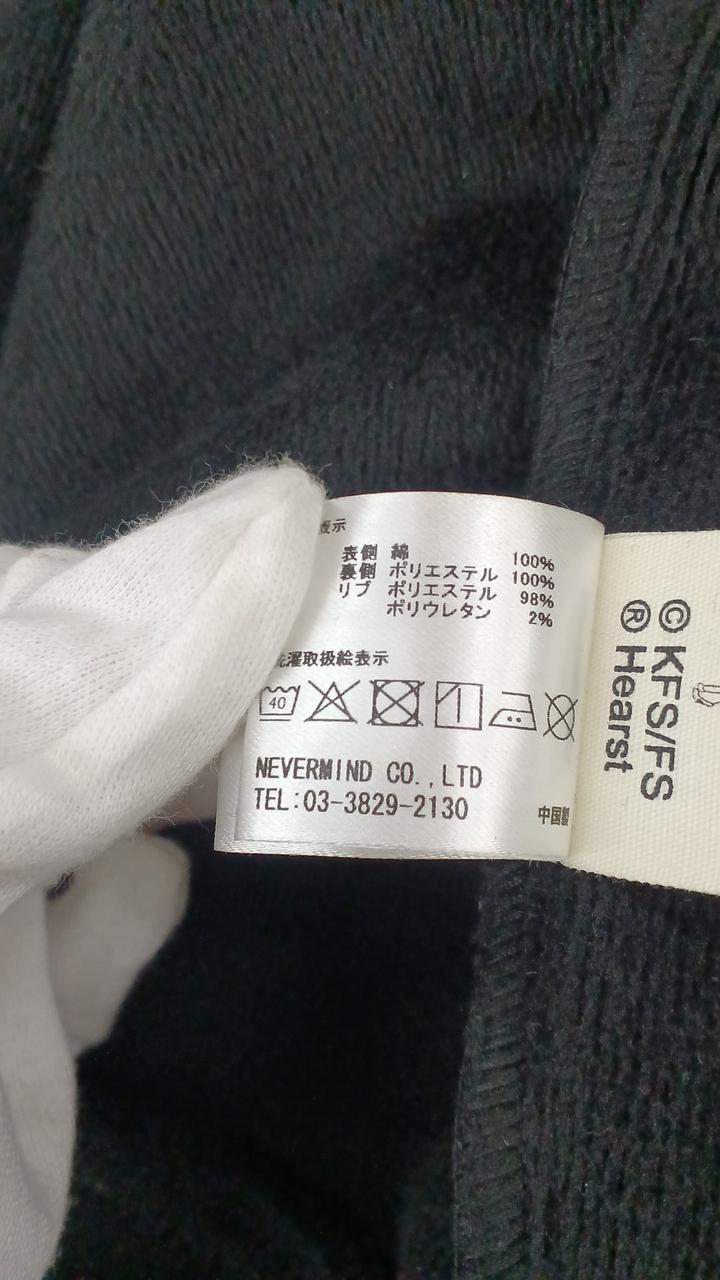 表示
表側 綿 100%
裏側 ポリエステル 100%
リブ ポリエステル 98%
ポリウレタン 2%
洗濯取扱絵表示
40
NEVERMIND CO.,LTD
TEL:03-3829-2130
中国製
© KFS/FS
® Hearst